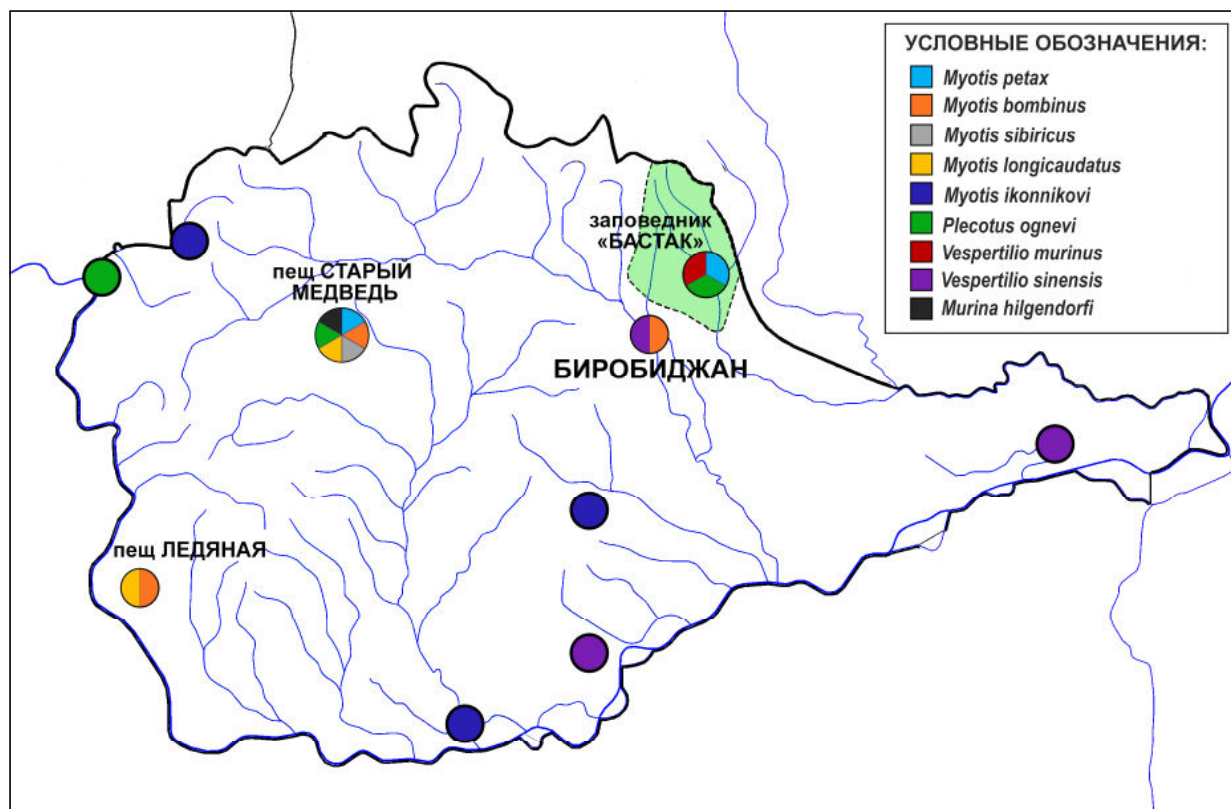 УСЛОВНЫЕ ОБОЗНАЧЕНИЯ:
Myotis petax
Myotis bombinus
Myotis sibiricus
Myotis longicaudatus
Myotis ikonnikovi
Plecotus ognevi
Vespertilio murinus
Vespertilio sinensis
Murina hilgendorfi
заповедник
«БАСТАК»
пещ СТАРЫЙ
МЕДВЕДЬ
БИРОБИДЖАН
пещ ЛЕДЯНАЯ